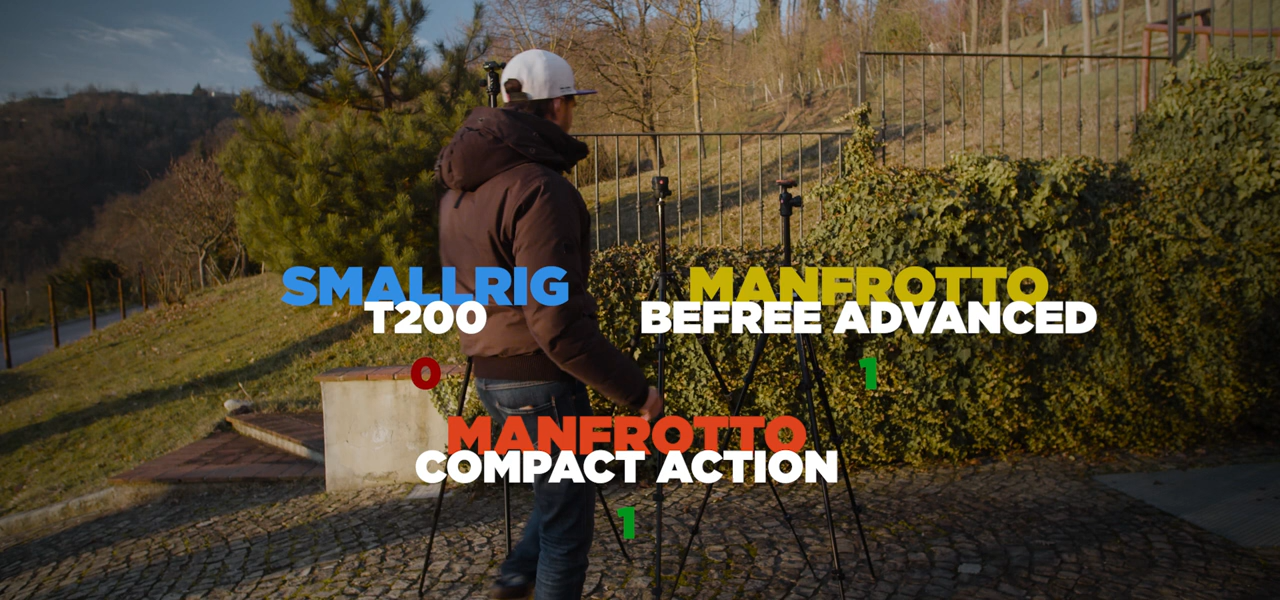 SMALLRIG
T200
0
MANFROTTO
BEFREE ADVANCED
1
MANFROTTO
COMPACT ACTION
1